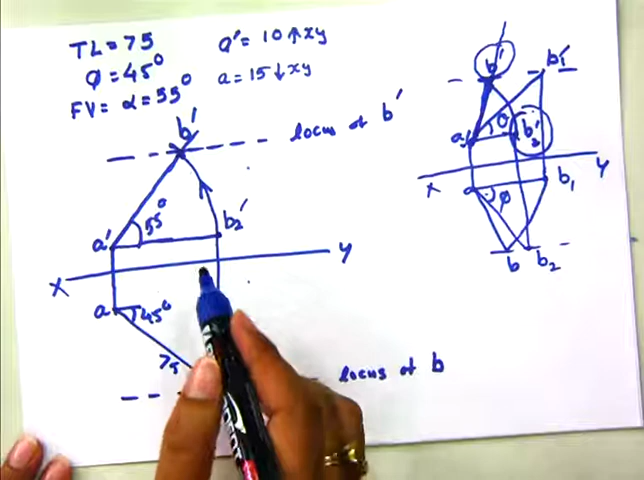 TL=75
a' = 10 ↑ xy
φ=45°
a = 15 ↓ xy
FV= α=55°
b'
locus of b'
55°
a'
b2'
X
Y
a
45°
75
locus of b
b'
b1'
a'
θ
b2'
X
Y
a
φ
b1
b
b2